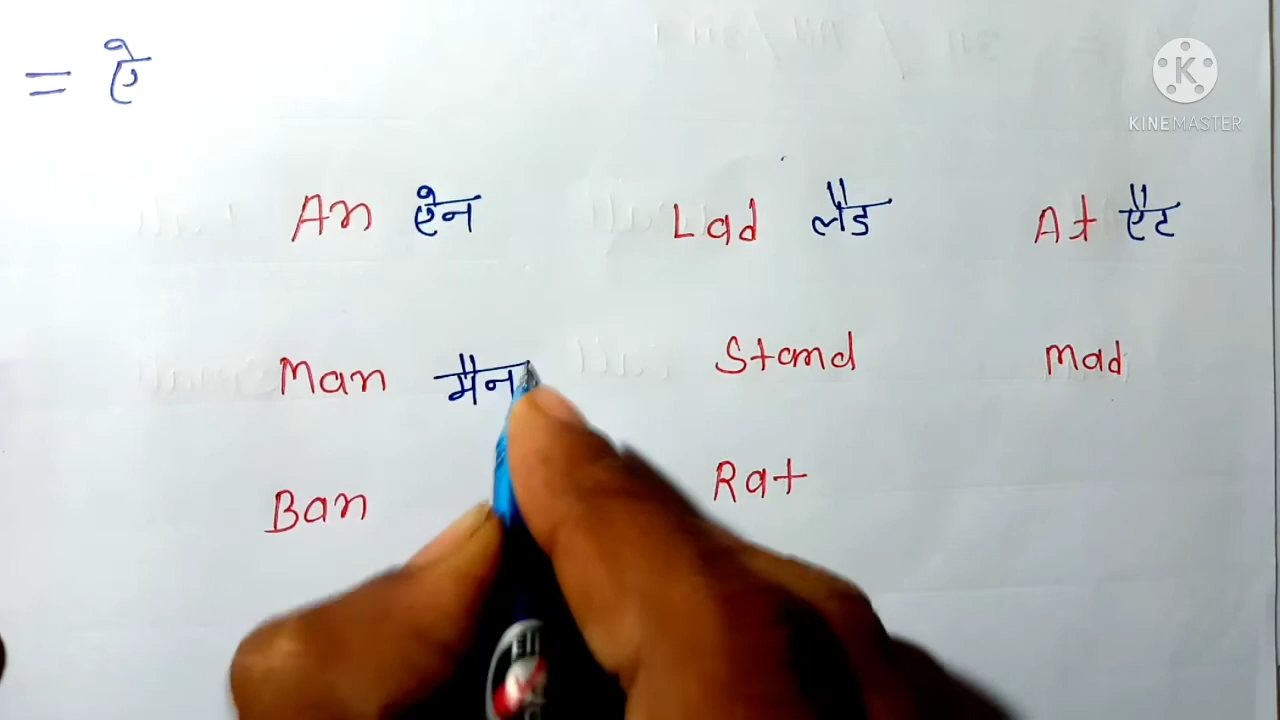 = ऐ
KINEMASTER
An ऐन Lad लैड At ऐट
Man मैन Stand Mad
Ban Rat